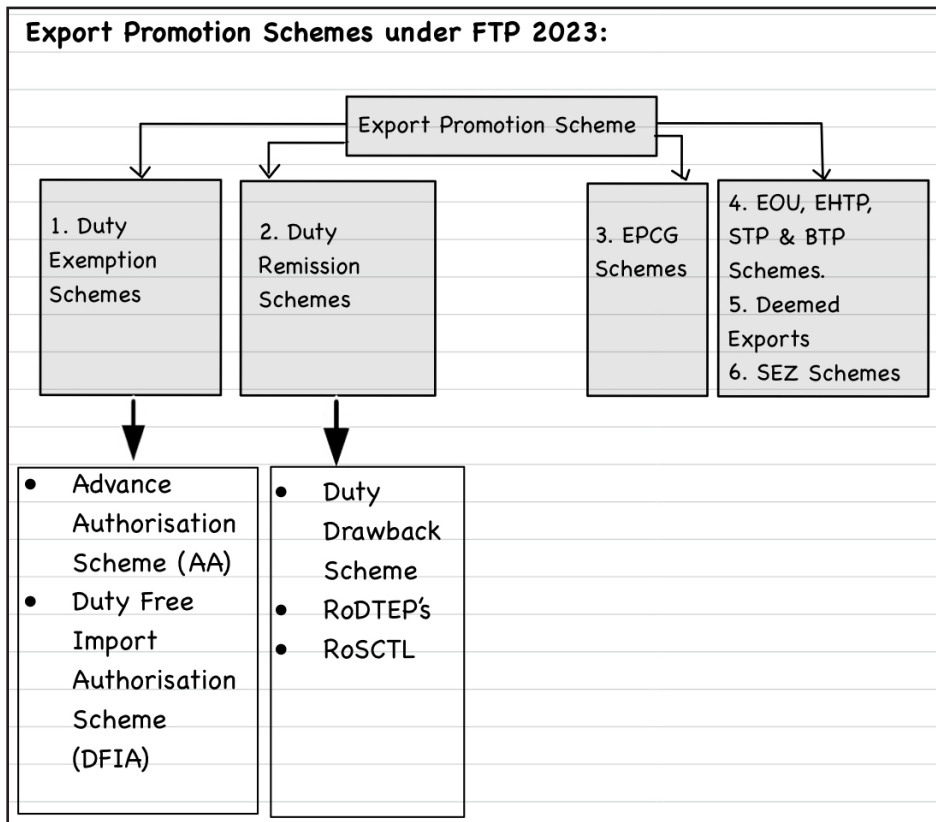 Export Promotion Schemes under FTP 2023:
Export Promotion Scheme
1. Duty
Exemption
Schemes
2. Duty
Remission
Schemes
3. EPCG
Schemes
4. EOU, EHTP,
STP & BTP
Schemes.
5. Deemed
Exports
6. SEZ Schemes
• Advance
Authorisation
Scheme (AA)
• Duty Free
Import
Authorisation
Scheme
(DFIA)
• Duty
Drawback
Scheme
• RoDTEP's
• RoSCTL